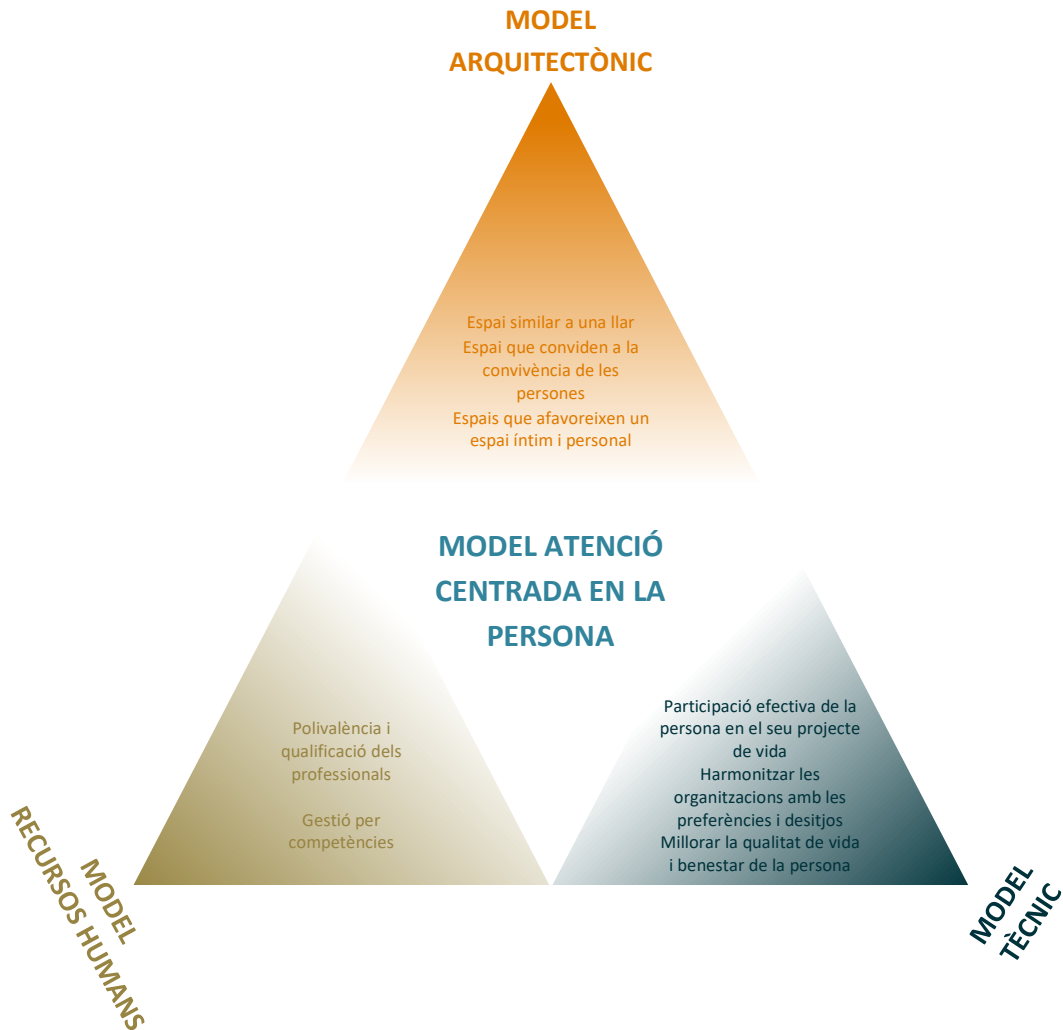 MODEL
ARQUITECTÒNIC
Espai similar a una llar
Espai que conviden a la
convivència de les
persones
Espais que afavoreixen un
espai íntim i personal
MODEL ATENCIÓ
CENTRADA EN LA
PERSONA
Polivalència i
qualificació dels
professionals
Gestió per
competències
Participació efectiva de la
persona en el seu projecte
de vida
Harmonitzar les
organitzacions amb les
preferències i desitjos
Millorar la qualitat de vida
i benestar de la persona
MODEL
RECURSOS HUMANS
MODEL
TÈCNIC